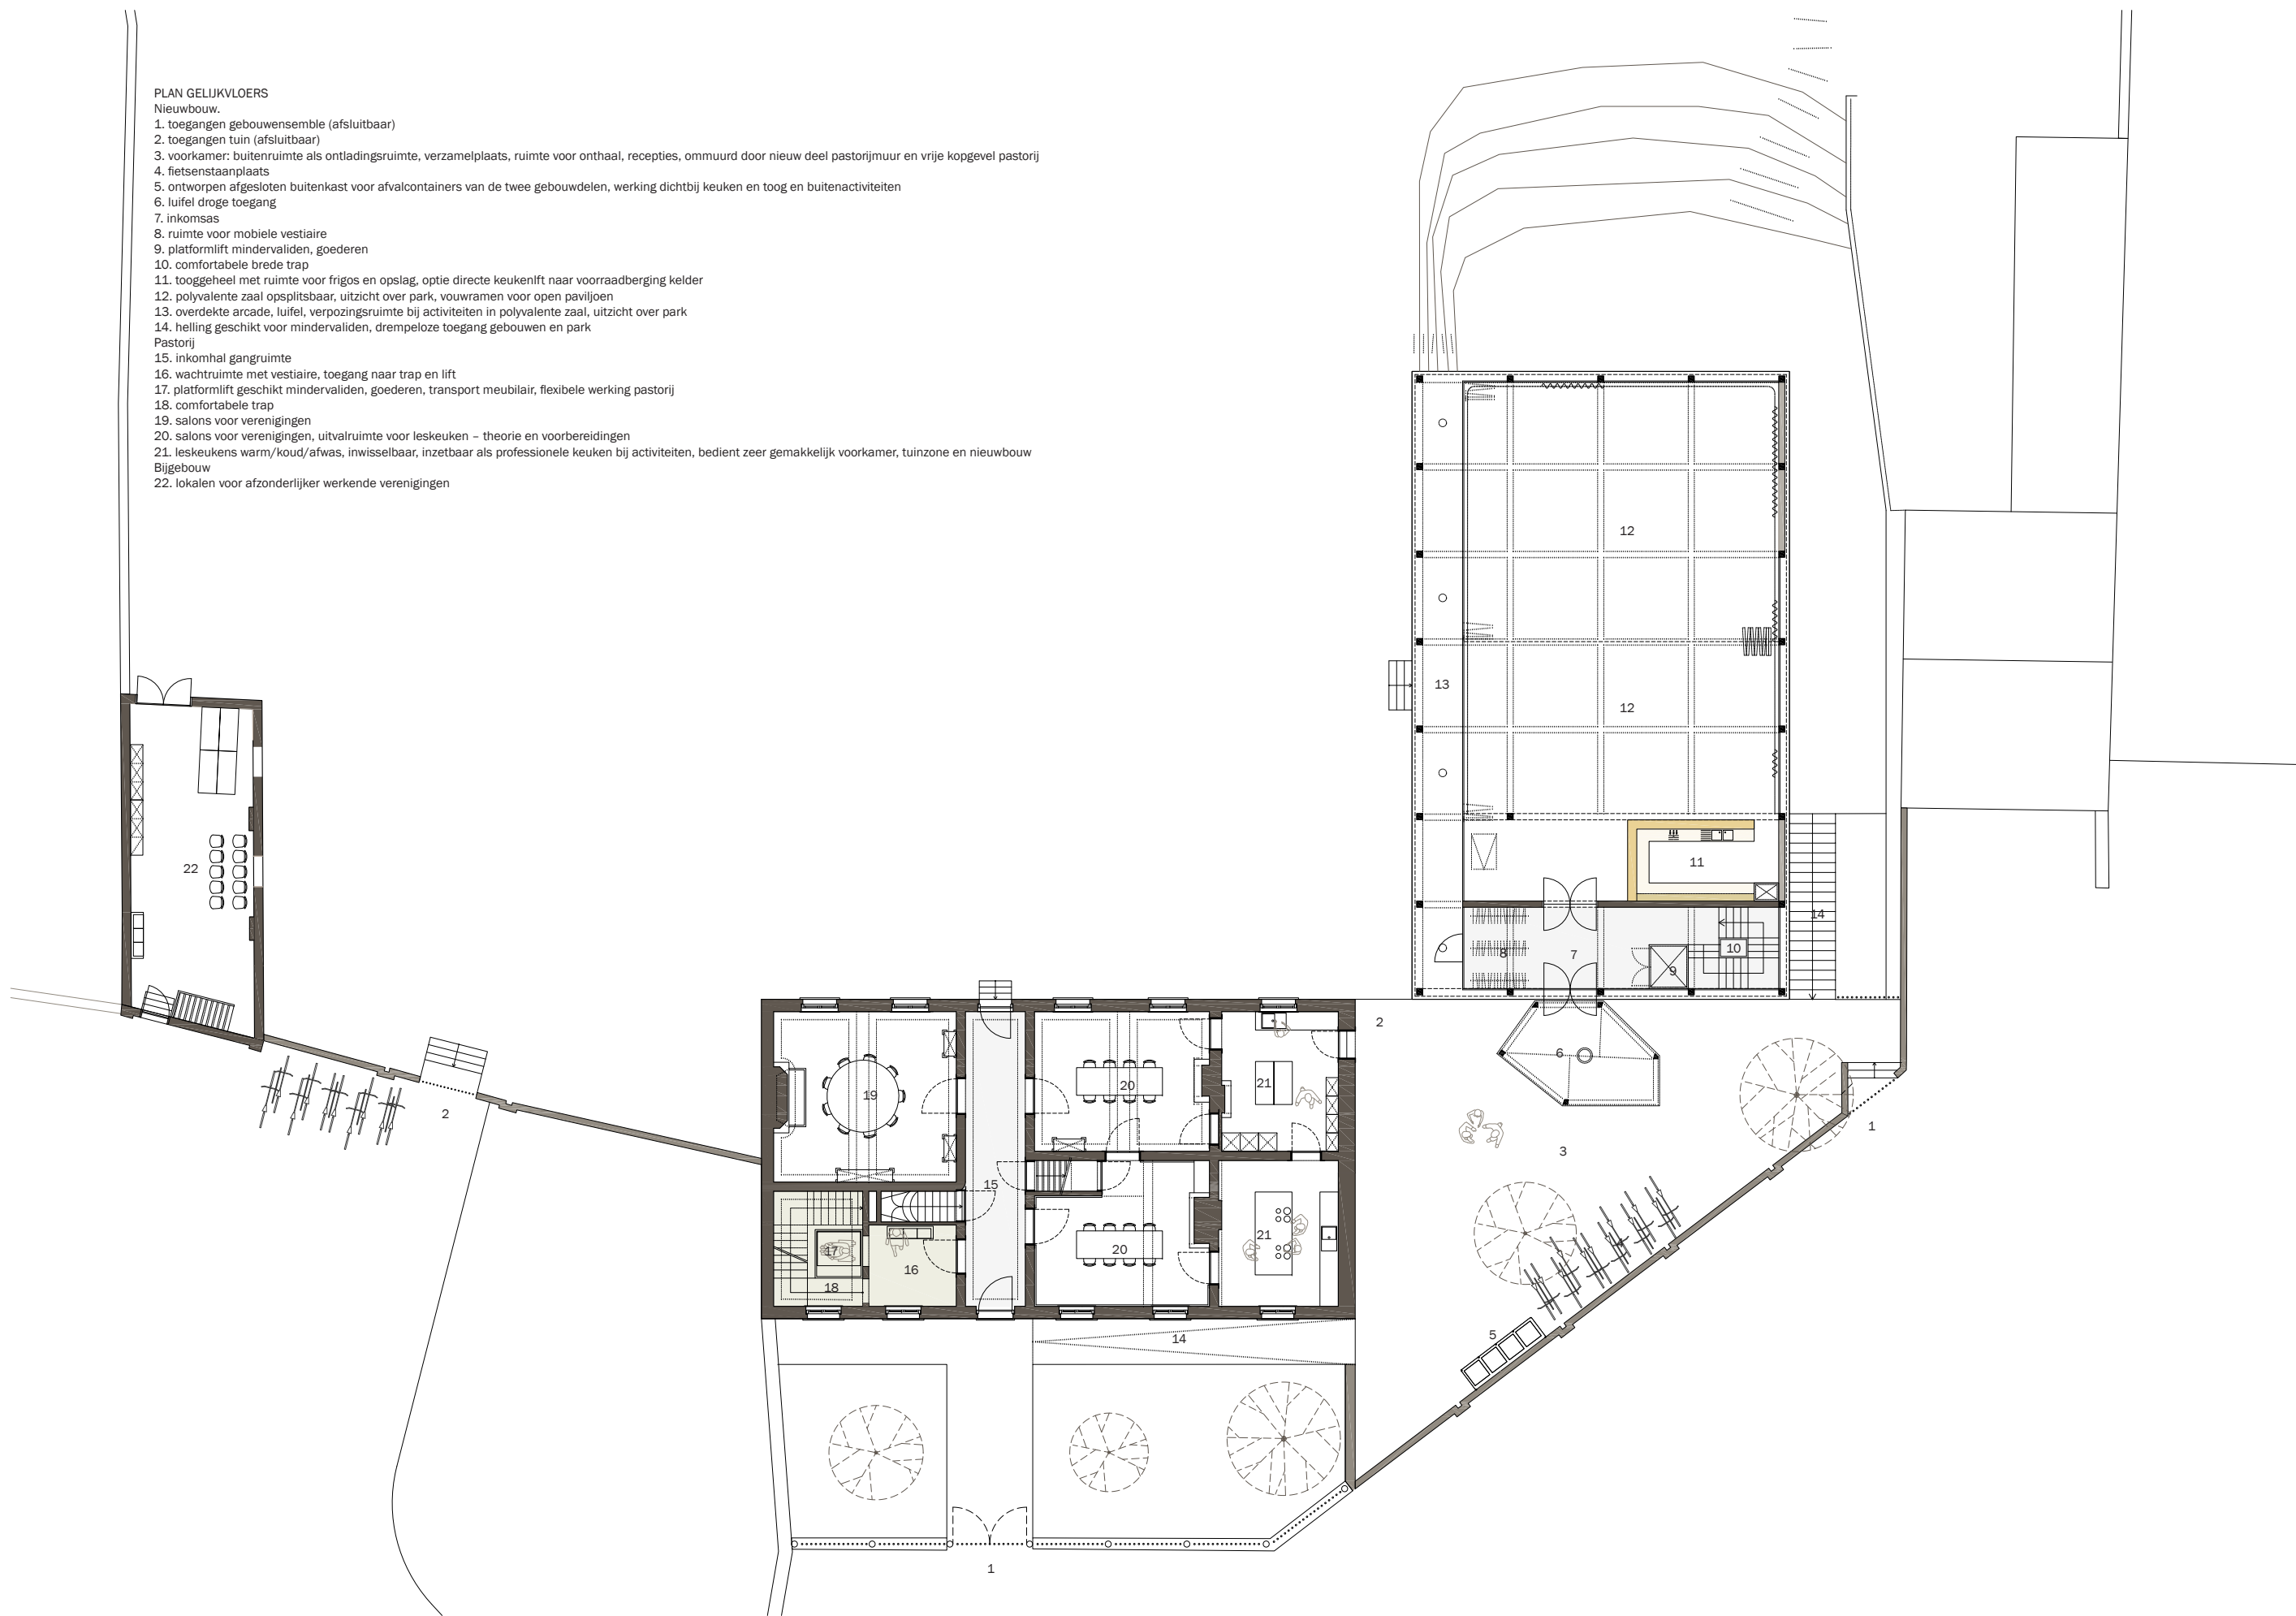 PLAN GELIJKVLOERS
Nieuwbouw.
1. toegangen gebouwensemble (afsluitbaar)
2. toegangen tuin (afsluitbaar)
3. voorkamer: buitenruimte als ontladingsruimte, verzamelplaats, ruimte voor onthaal, recepties, ommuurd door nieuw deel pastorijmuur en vrije kopgevel pastorij
4. fietsenstaanplaats
5. ontworpen afgesloten buitenkast voor afvalcontainers van de twee gebouwdelen, werking dichtbij keuken en toog en buitenactiviteiten
6. luifel droge toegang
7. inkomsas
8. ruimte voor mobiele vestiaire
9. platformlift mindervaliden, goederen
10. comfortabele brede trap
11. tooggeheel met ruimte voor frigos en opslag, optie directe keukenlft naar voorraadberging kelder
12. polyvalente zaal opsplitsbaar, uitzicht over park, vouwramen voor open paviljoen
13. overdekte arcade, luifel, verpozingsruimte bij activiteiten in polyvalente zaal, uitzicht over park
14. helling geschikt voor mindervaliden, drempeloze toegang gebouwen en park
Pastorij
15. inkomhal gangruimte
16. wachtruimte met vestiaire, toegang naar trap en lift
17. platformlift geschikt mindervaliden, goederen, transport meubilair, flexibele werking pastorij
18. comfortabele trap
19. salons voor verenigingen
20. salons voor verenigingen, uitvalruimte voor leskeuken – theorie en voorbereidingen
21. leskeukens warm/koud/afwas, inwisselbaar, inzetbaar als professionele keuken bij activiteiten, bedient zeer gemakkelijk voorkamer, tuinzone en nieuwbouw
Bijgebouw
22. lokalen voor afzonderlijker werkende verenigingen
12
13
12
11
22
14
10
8
7
9
2
6
21
20
19
2
1
3
15
21
20
17
16
18
4
5
14
1